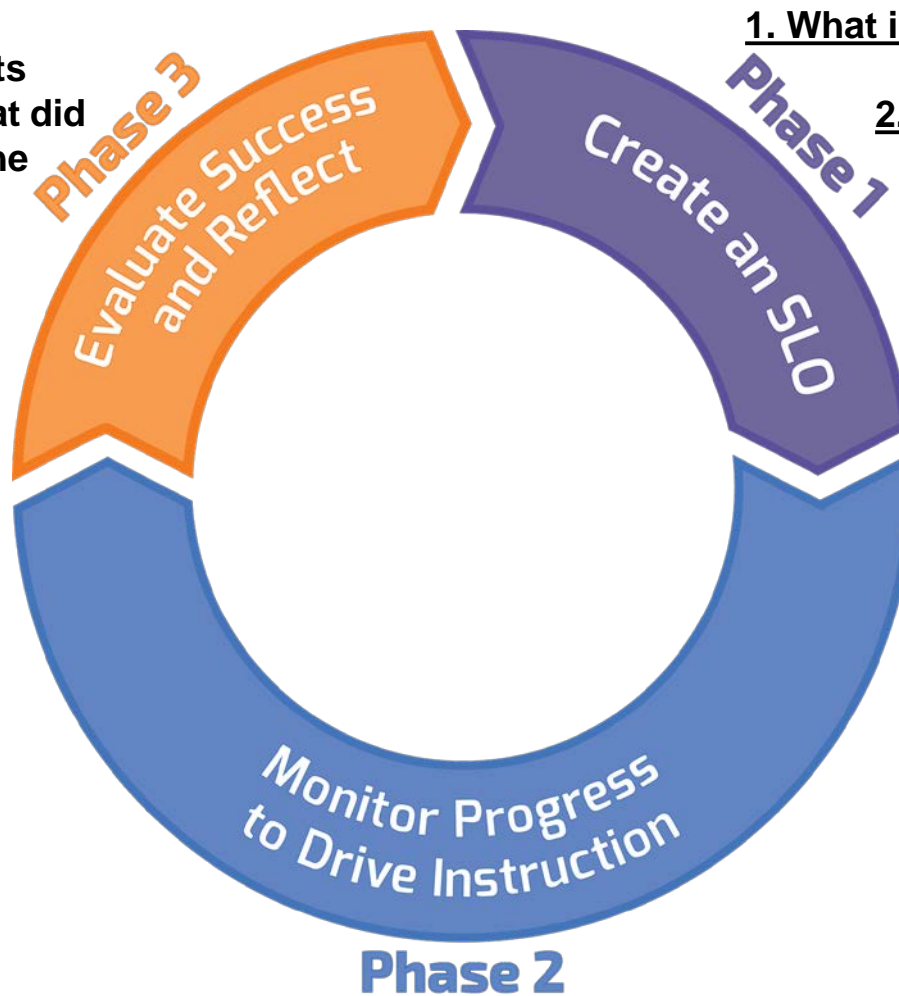 1. What i
Phase 1
2.
Create an SLO
Monitor Progress
to Drive Instruction
Phase 2
Phase 3
Evaluate Success
and Reflect
ts
at did
ne